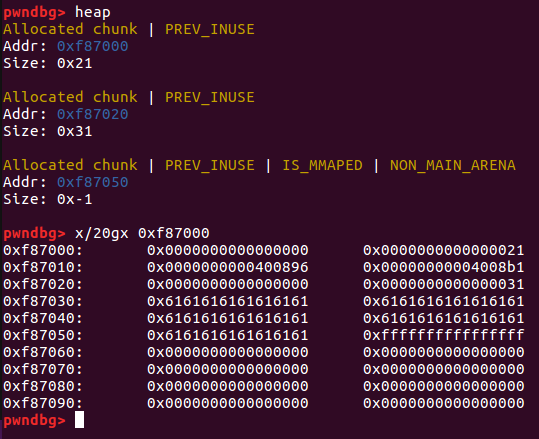 pwndbg> heap
Allocated chunk | PREV_INUSE
Addr: 0xf87000
Size: 0x21
Allocated chunk | PREV_INUSE
Addr: 0xf87020
Size: 0x31
Allocated chunk | PREV_INUSE | IS_MMAPED | NON_MAIN_ARENA
Addr: 0xf87050
Size: 0x-1
pwndbg> x/20gx 0xf87000
0xf87000: 0x0000000000000000 0x0000000000000021
0xf87010: 0x0000000000400896 0x00000000004008b1
0xf87020: 0x0000000000000000 0x0000000000000031
0xf87030: 0x6161616161616161 0x6161616161616161
0xf87040: 0x6161616161616161 0x6161616161616161
0xf87050: 0x6161616161616161 0xffffffffffffffff
0xf87060: 0x0000000000000000 0x0000000000000000
0xf87070: 0x0000000000000000 0x0000000000000000
0xf87080: 0x0000000000000000 0x0000000000000000
0xf87090: 0x0000000000000000 0x0000000000000000
pwndbg>